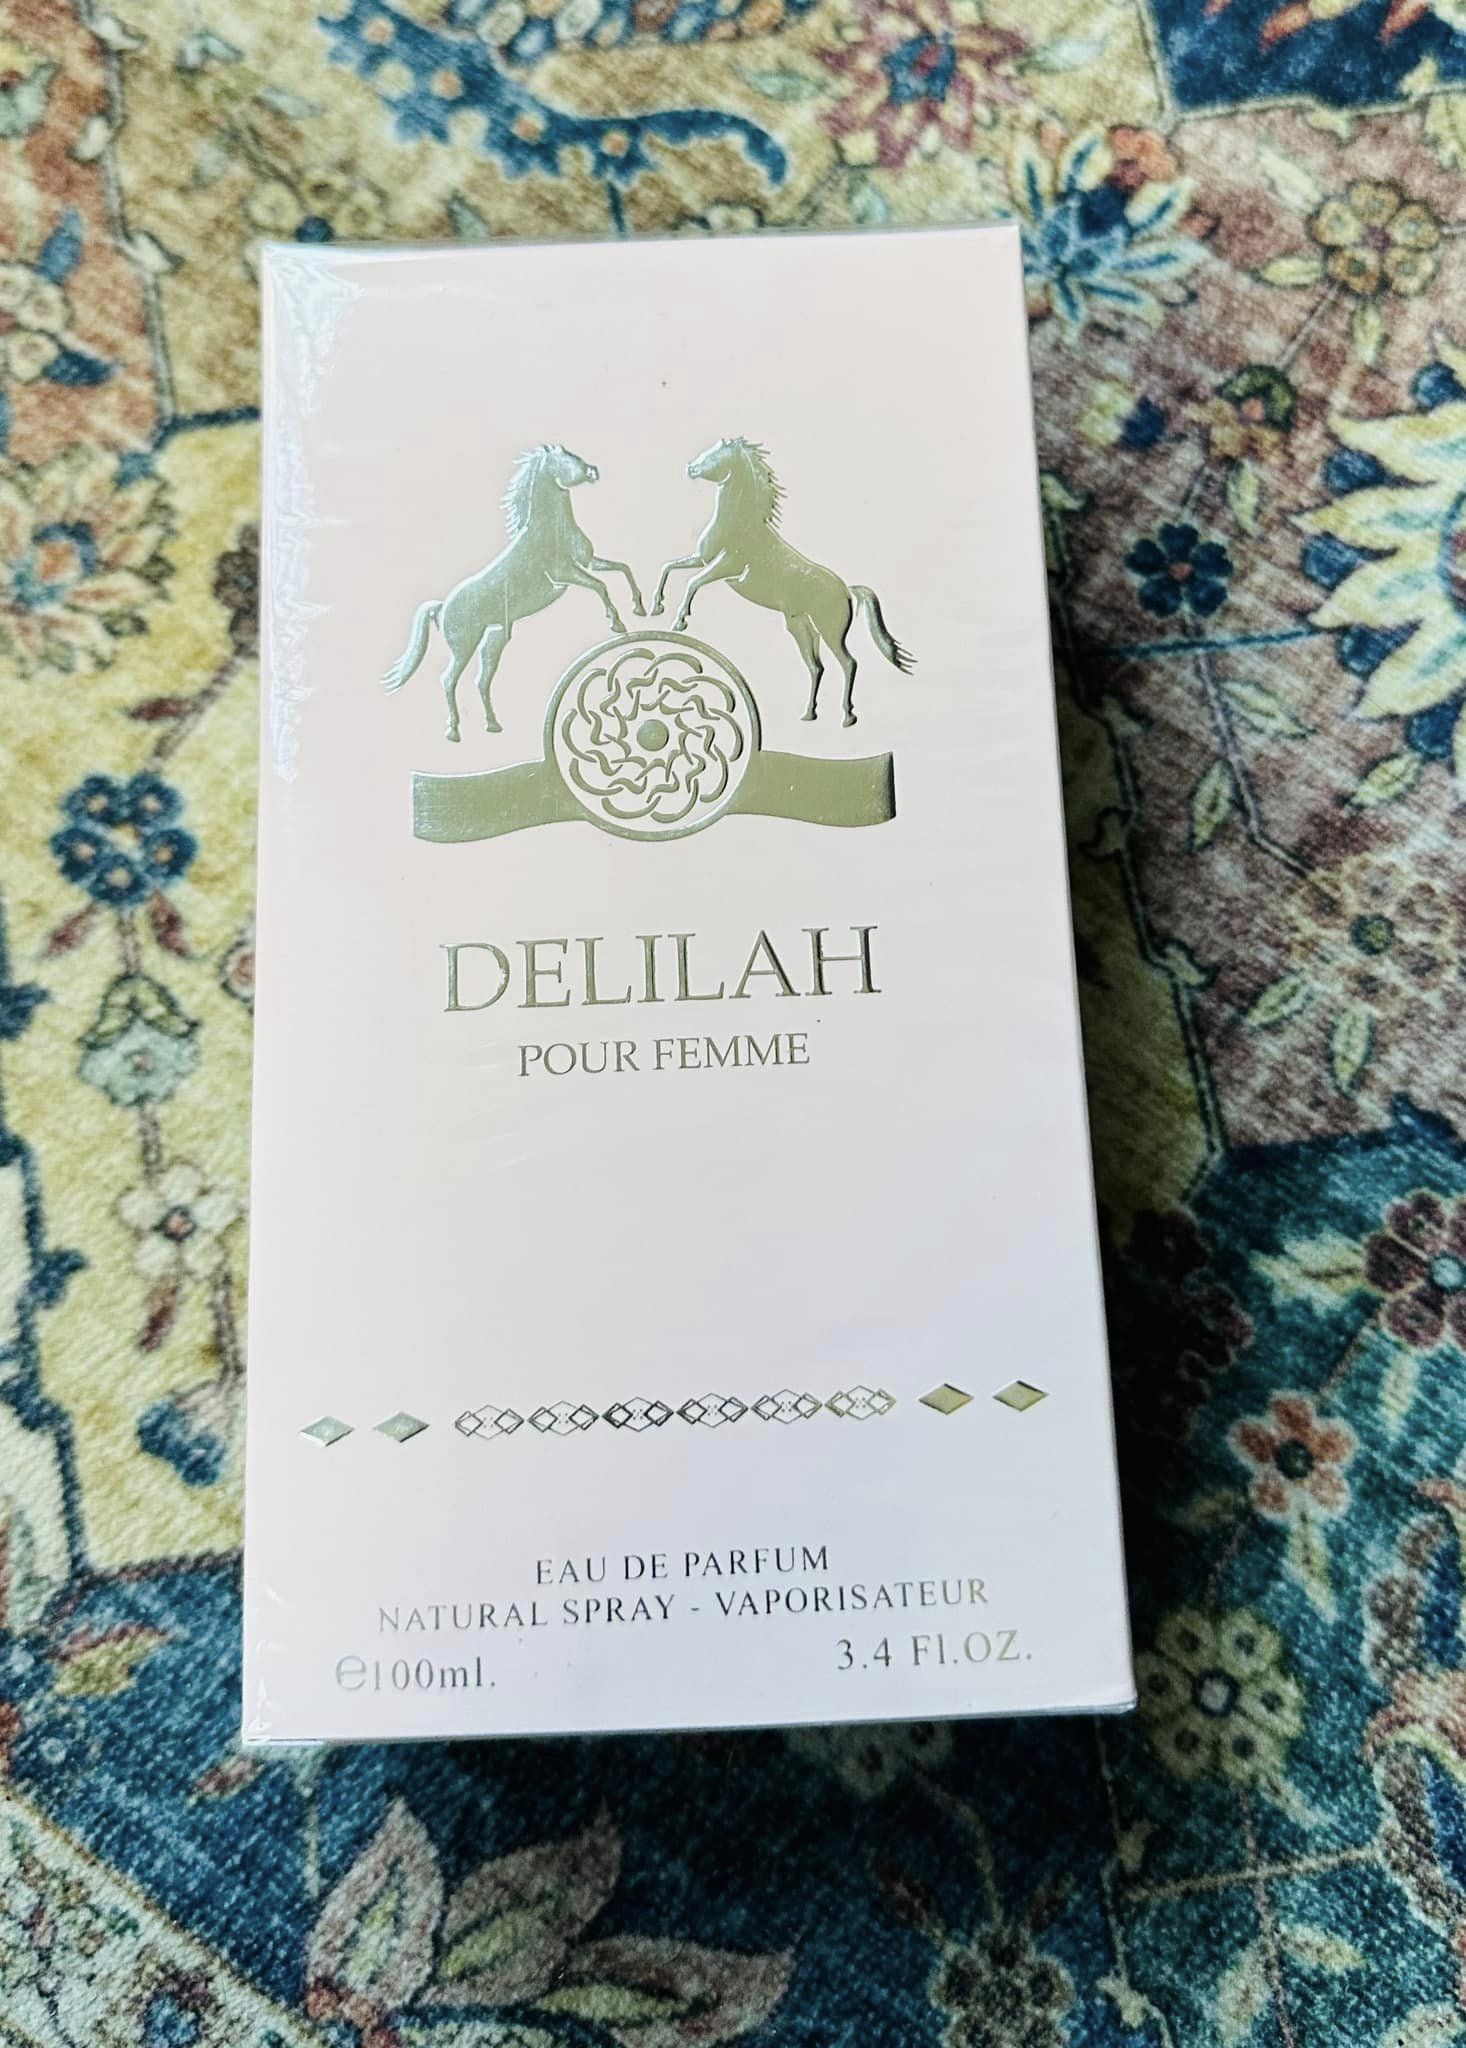 DELILAH
POUR FEMME
EAU DE PARFUM
NATURAL SPRAY - VAPORISATEUR
℮100ml.
3.4 Fl.OZ.